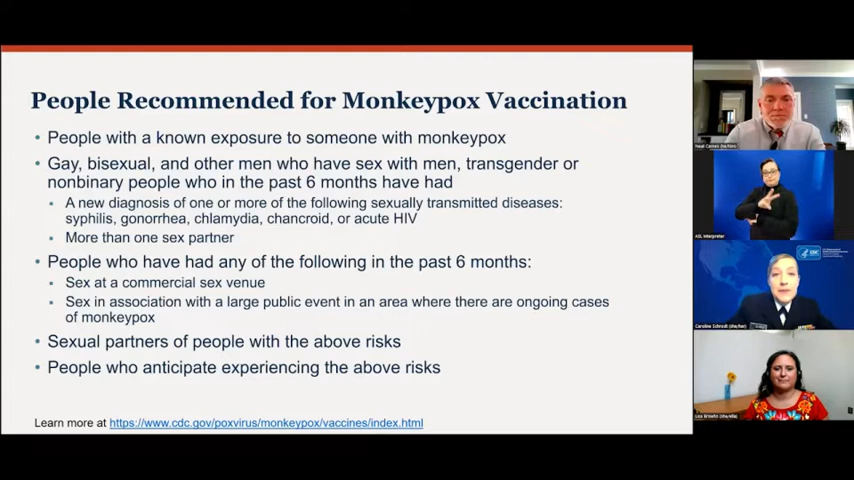 People Recommended for Monkeypox Vaccination
• People with a known exposure to someone with monkeypox
• Gay, bisexual, and other men who have sex with men, transgender or
nonbinary people who in the past 6 months have had
▪ A new diagnosis of one or more of the following sexually transmitted diseases:
syphilis, gonorrhea, chlamydia, chancroid, or acute HIV
▪ More than one sex partner
• People who have had any of the following in the past 6 months:
▪ Sex at a commercial sex venue
▪ Sex in association with a large public event in an area where there are ongoing cases
of monkeypox
• Sexual partners of people with the above risks
• People who anticipate experiencing the above risks
Learn more at https://www.cdc.gov/poxvirus/monkeypox/vaccines/index.html
ASL Interpreter
CDC
(she/her)